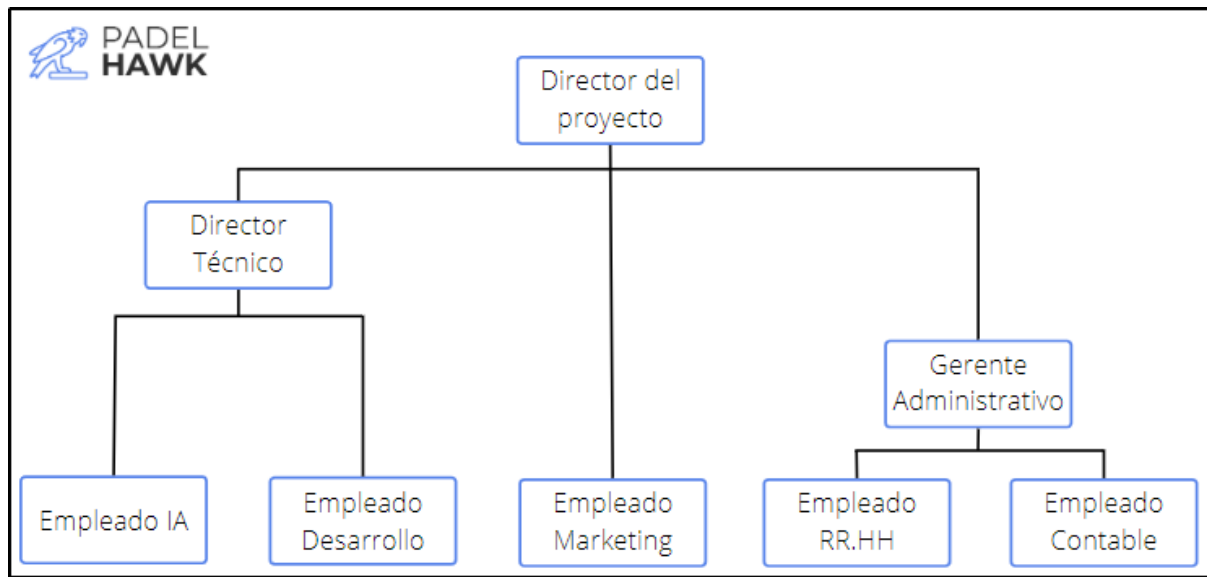 PADEL
HAWK
Director del
proyecto
Director
Técnico
Gerente
Administrativo
Empleado IA
Empleado
Desarrollo
Empleado
Marketing
Empleado
RR.HH
Empleado
Contable